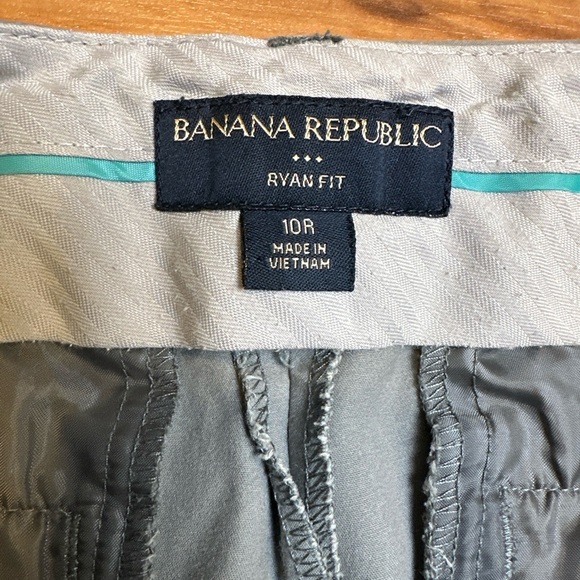 BANANA REPUBLIC
RYAN FIT
10R
MADE IN
VIETNAM